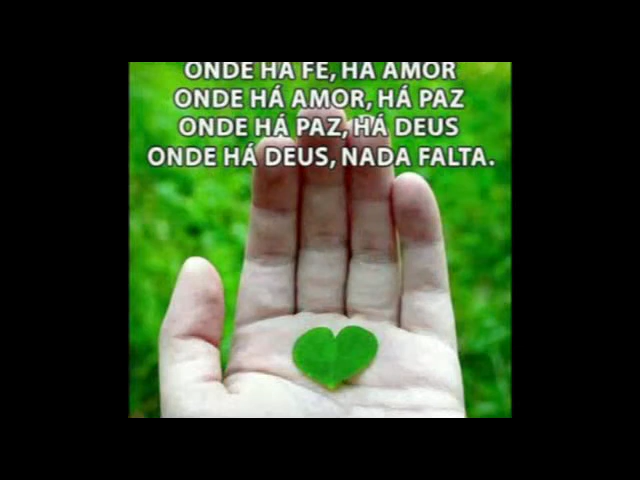 ONDE HÁ FÉ, HÁ AMOR
ONDE HÁ AMOR, HÁ PAZ
ONDE HÁ PAZ, HÁ DEUS
ONDE HÁ DEUS, NADA FALTA.